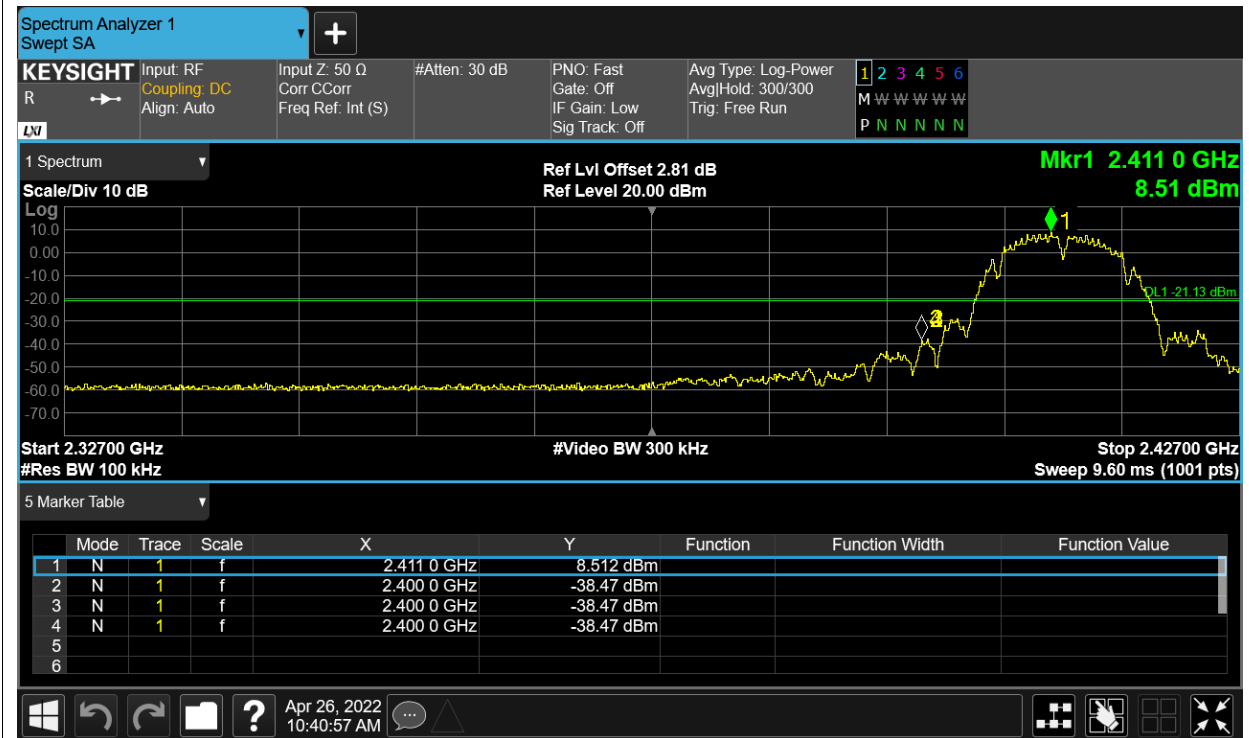 Spectrum Analyzer 1
Swept SA
KEYSIGHT Input: RF Input Z: 50 Ω #Atten: 30 dB PNO: Fast Avg Type: Log-Power 1 2 3 4 5 6
R Coupling: DC Corr CCorr Gate: Off Avg|Hold: 300/300 M W W W W W
Align: Auto Freq Ref: Int (S) IF Gain: Low Trig: Free Run
LXI Sig Track: Off P N N N N N
1 Spectrum Ref Lvl Offset 2.81 dB Mkr1 2.411 0 GHz
Scale/Div 10 dB Ref Level 20.00 dBm 8.51 dBm
Log
1
10.0
0.00
-10.0
-20.0 DL1 -21.13 dBm
-30.0
-40.0
-50.0
-60.0
-70.0
Start 2.32700 GHz #Video BW 300 kHz Stop 2.42700 GHz
#Res BW 100 kHz Sweep 9.60 ms (1001 pts)
5 Marker Table
Mode Trace Scale X Y Function Function Width Function Value
1 N 1 f 2.411 0 GHz 8.512 dBm
2 N 1 f 2.400 0 GHz -38.47 dBm
3 N 1 f 2.400 0 GHz -38.47 dBm
4 N 1 f 2.400 0 GHz -38.47 dBm
5
6
? Apr 26, 2022
10:40:57 AM